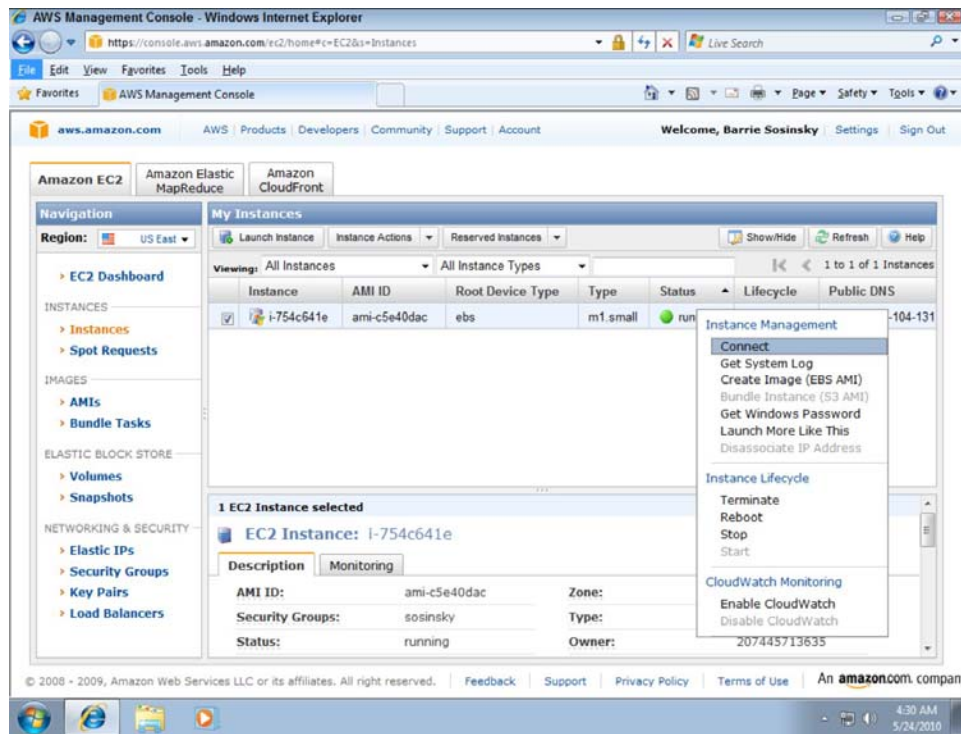 AWS Management Console - Windows Internet Explorer
https://console.aws.amazon.com/ec2/home#c=EC2&s=Instances
Live Search
File Edit View Favorites Tools Help
Favorites AWS Management Console Page Safety Tools
aws.amazon.com AWS | Products | Developers | Community | Support | Account Welcome, Barrie Sosinsky | Settings | Sign Out
Amazon EC2
Amazon Elastic MapReduce
Amazon CloudFront
Navigation
Region: US East
EC2 Dashboard
INSTANCES
Instances
Spot Requests
IMAGES
AMIs
Bundle Tasks
ELASTIC BLOCK STORE
Volumes
Snapshots
NETWORKING & SECURITY
Elastic IPs
Security Groups
Key Pairs
Load Balancers
My Instances
Launch Instance Instance Actions Reserved Instances Show/Hide Refresh Help
Viewing: All Instances All Instance Types 1 to 1 of 1 Instances
Instance AMI ID Root Device Type Type Status Lifecycle Public DNS
i-754c641e ami-c5e40dac ebs m1.small run -104-131
Instance Management
Connect
Get System Log
Create Image (EBS AMI)
Bundle Instance (S3 AMI)
Get Windows Password
Launch More Like This
Disassociate IP Address
Instance Lifecycle
Terminate
Reboot
Stop
Start
CloudWatch Monitoring
Enable CloudWatch
Disable CloudWatch
1 EC2 Instance selected
EC2 Instance: i-754c641e
Description Monitoring
AMI ID: ami-c5e40dac Zone:
Security Groups: sosinsky Type:
Status: running Owner: 207445713635
© 2008 - 2009, Amazon Web Services LLC or its affiliates. All right reserved. | Feedback | Support | Privacy Policy | Terms of Use An amazon.com. compan
4:30 AM
5/24/2010